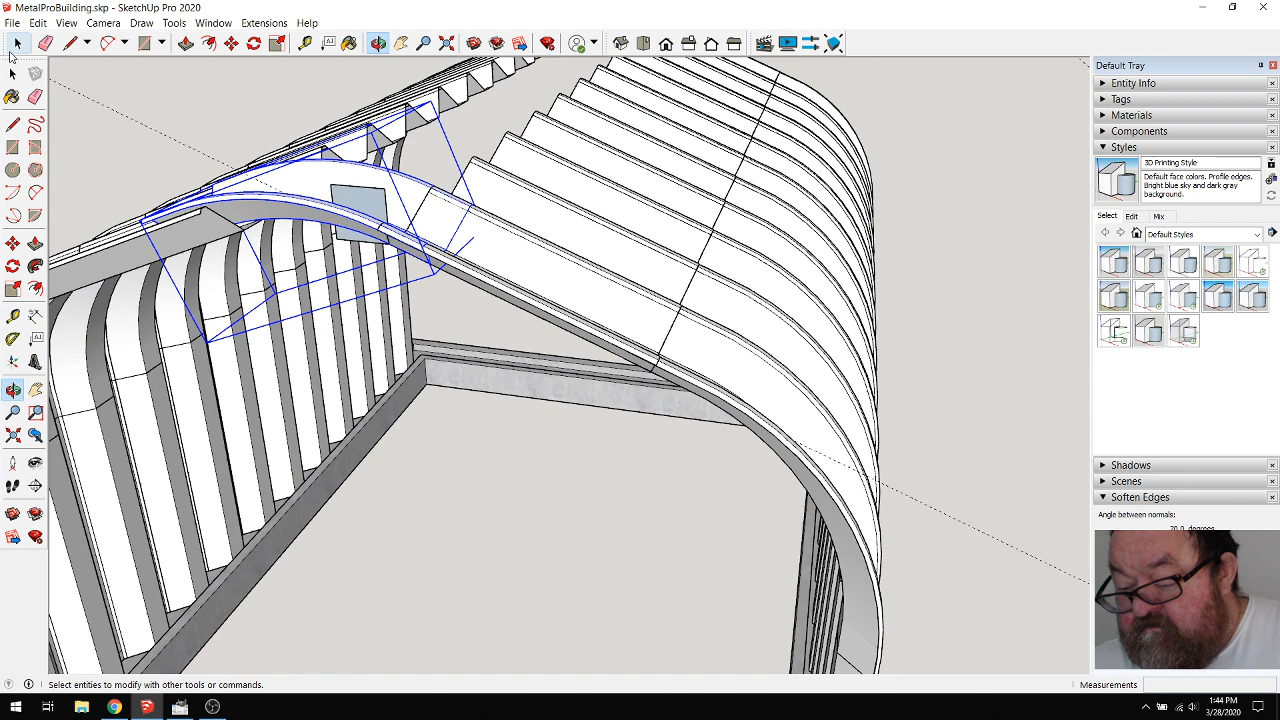 MetalProBuilding.skp - SketchUp Pro 2020
File Edit View Camera Draw Tools Window Extensions Help
Default Tray
Entity Info
Tags
Materials
Components
Styles
3D Printing Style
Default face colors. Profile edges.
Bright blue sky and dark gray
background.
Select Edit Mix
Default Styles
Shadows
Scenes
Soften Edges
Angle between normals:
20.0 degrees
Select entities to modify with other tools or commands.
Measurements
1:44 PM
3/28/2020